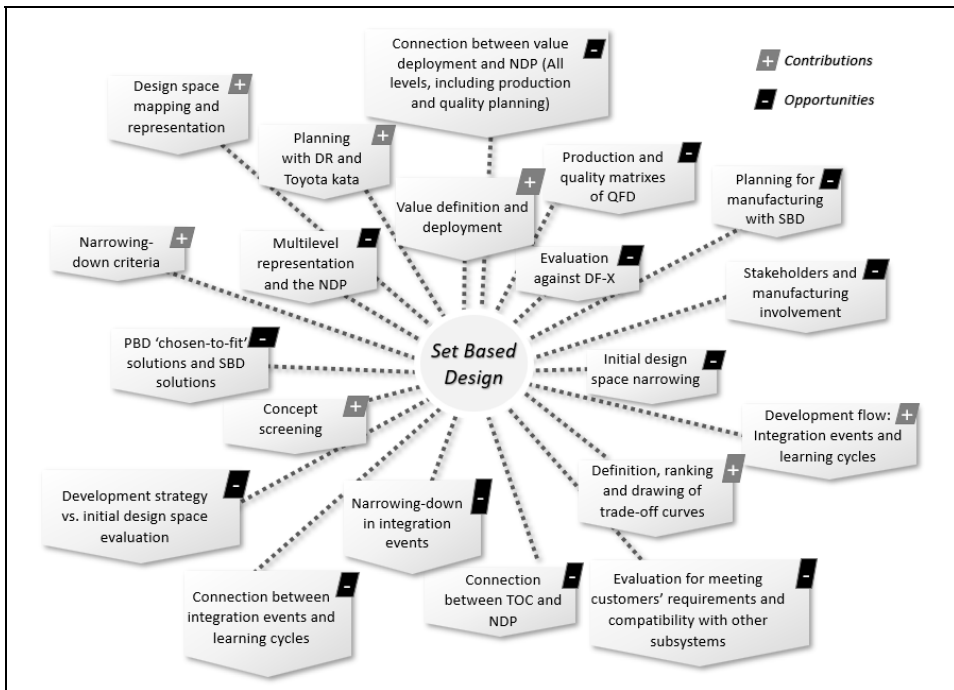 Connection between value
deployment and NDP (All
levels, including production
and quality planning)
-
+ Contributions
- Opportunities
Design space
mapping and
representation
+
Planning
with DR and
Toyota kata
+
Value definition and
deployment
+
Production and
quality matrixes
of QFD
-
Planning for
manufacturing
with SBD
-
Narrowing-
down criteria
+
Multilevel
representation
and the NDP
-
Evaluation
against DF-X
-
Stakeholders and
manufacturing
involvement
-
PBD ‘chosen-to-fit’
solutions and SBD
solutions
-
Set Based
Design
Initial design
space narrowing
-
Concept
screening
+
Development flow:
Integration events and
learning cycles
+
Development strategy
vs. initial design space
evaluation
-
Narrowing-down
in integration
events
-
Definition, ranking
and drawing of
trade-off curves
+
Connection between
integration events and
learning cycles
-
Connection
between TOC and
NDP
-
Evaluation for meeting
customers’ requirements and
compatibility with other
subsystems
-